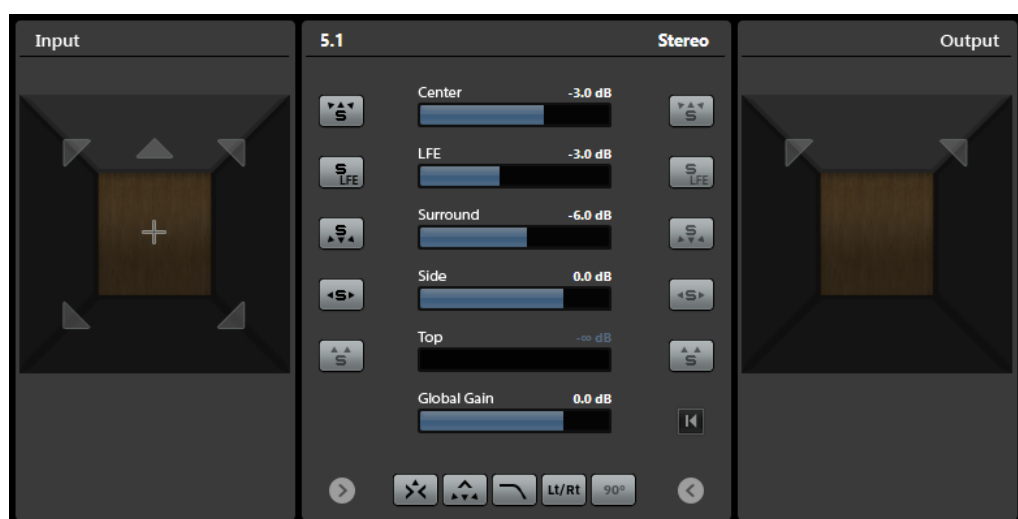 Input
5.1 Stereo
Output
Center -3.0 dB
S S
LFE -3.0 dB
S LFE S LFE
Surround -6.0 dB
S S
Side 0.0 dB
S S
Top -∞ dB
S S
Global Gain 0.0 dB
Lt/Rt 90°